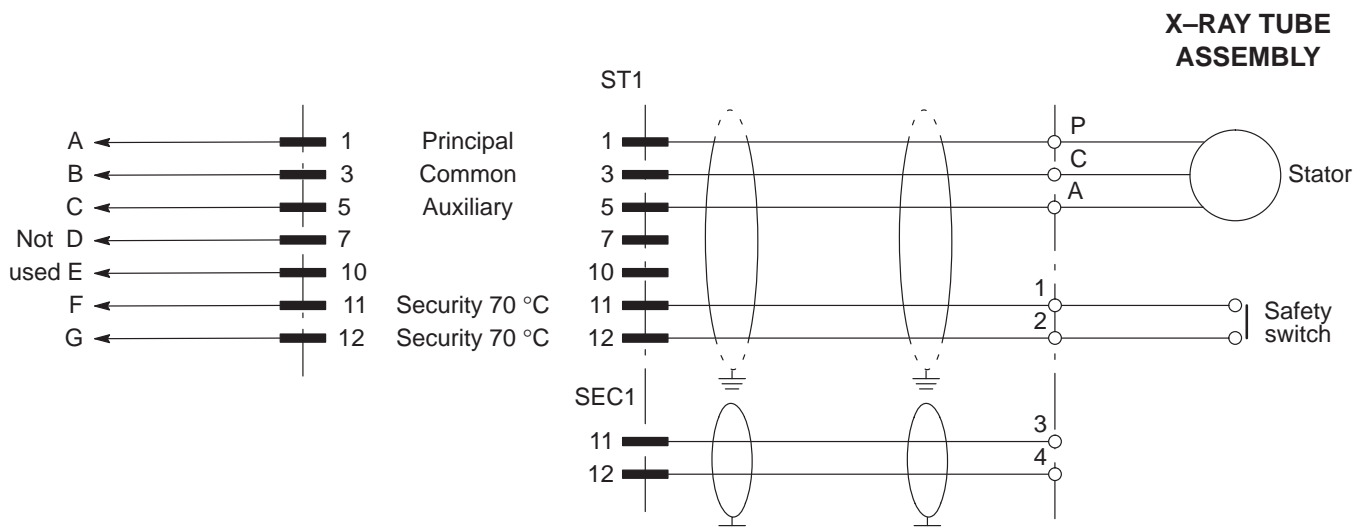 X–RAY TUBE
ASSEMBLY
ST1
A 1 Principal 1 P
B 3 Common 3 C Stator
C 5 Auxiliary 5 A
Not D 7 7
used E 10 10
F 11 Security 70 °C 11 1 Safety
G 12 Security 70 °C 12 2 switch
SEC1
11 3
12 4